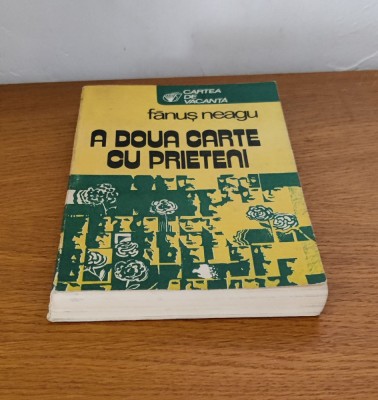 CARTEA
DE
VACANȚĂ
fănuș neagu
A DOUA CARTE
CU PRIETENI